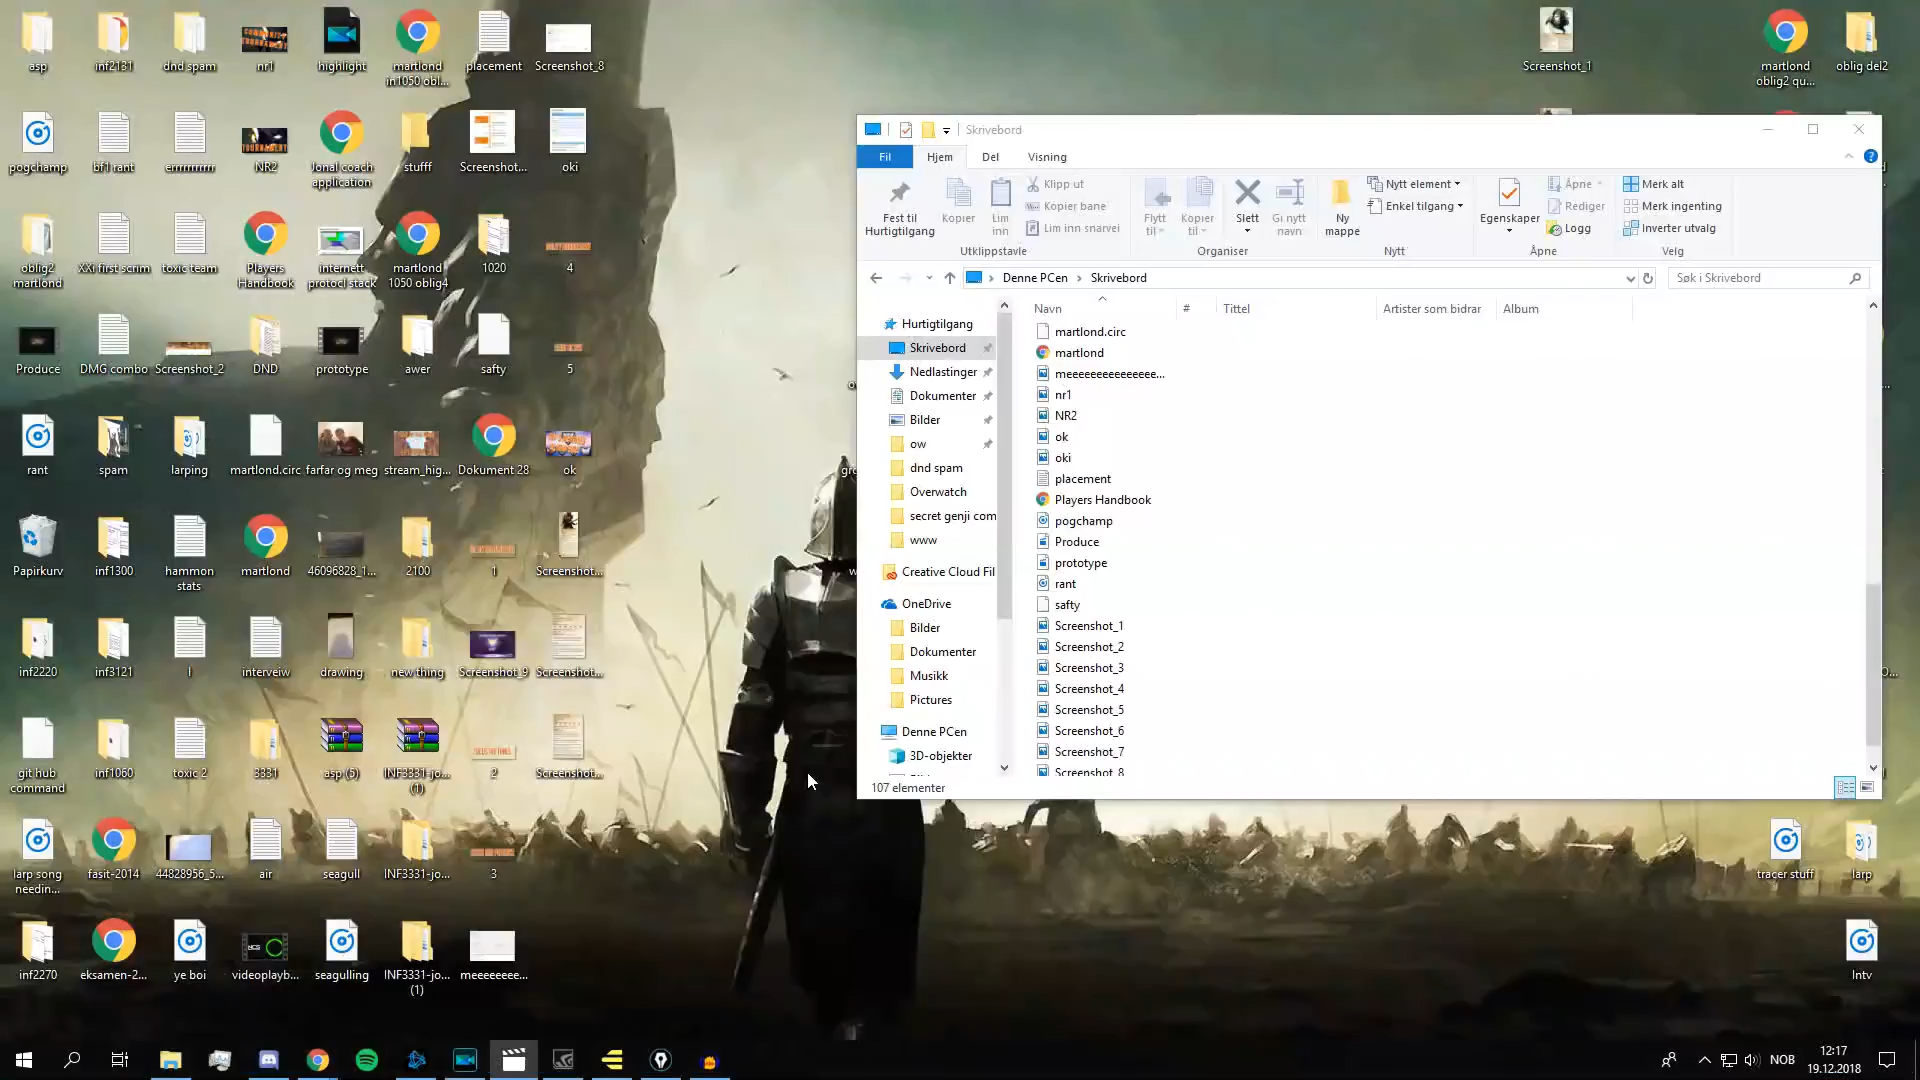 asp
inf2131
dnd spam
nr1
highlight
martlond
in1050 obl...
placement
Screenshot_8
Screenshot_1
martlond
oblig2 qu...
oblig del2
pogchamp
bf1 rant
errrrrrrrrr
NR2
Jonal coach
application
stufff
Screenshot...
oki
oblig2
martlond
XXi first scrim
toxic team
Players
Handbook
internett
protocl stack
martlond
1050 oblig4
1020
4
Produce
DMG combo
Screenshot_2
DND
prototype
awer
safty
5
rant
spam
larping
martlond.circ
farfar og meg
stream_hig...
Dokument 28
ok
Papirkurv
inf1300
hammon
stats
martlond
46096828_1...
2100
1
Screenshot...
inf2220
inf3121
interveiw
drawing
new thing
Screenshot_9
Screenshot...
git hub
command
inf1060
toxic 2
3331
asp (5)
INF3331-jo...
(1)
2
Screenshot...
larp song
needin...
fasit-2014
44828956_5...
air
seagull
INF3331-jo...
3
tracer stuff
larp
inf2270
eksamen-2...
ye boi
videoplayb...
seagulling
INF3331-jo...
(1)
meeeeeeee...
lntv
Skrivebord
Fil
Hjem
Del
Visning
Fest til
Hurtigtilgang
Kopier
Lim
inn
Klipp ut
Kopier bane
Lim inn snarvei
Utklippstavle
Flytt
til
Kopier
til
Slett
Gi nytt
navn
Organiser
Ny
mappe
Nytt element
Enkel tilgang
Nytt
Egenskaper
Åpne
Rediger
Logg
Åpne
Merk alt
Merk ingenting
Inverter utvalg
Velg
Denne PCen
Skrivebord
Søk i Skrivebord
Hurtigtilgang
Skrivebord
Nedlastinger
Dokumenter
Bilder
ow
dnd spam
Overwatch
secret genji com
www
Creative Cloud Fil
OneDrive
Bilder
Dokumenter
Musikk
Pictures
Denne PCen
3D-objekter
Navn
#
Tittel
Artister som bidrar
Album
martlond.circ
martlond
meeeeeeeeeeeeeee...
nr1
NR2
ok
oki
placement
Players Handbook
pogchamp
Produce
prototype
rant
safty
Screenshot_1
Screenshot_2
Screenshot_3
Screenshot_4
Screenshot_5
Screenshot_6
Screenshot_7
Screenshot_8
107 elementer
NOB
12:17
19.12.2018